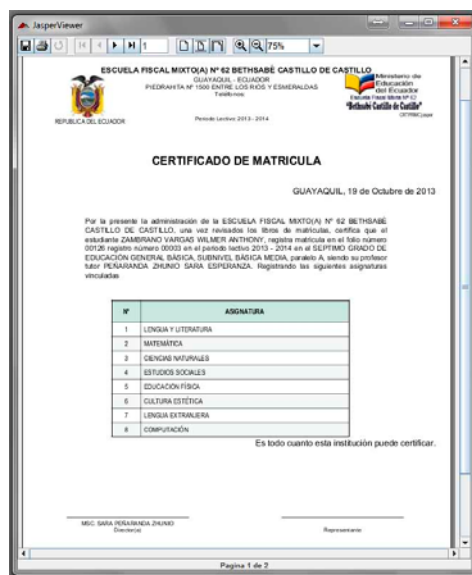 JasperViewer
1
75%
ESCUELA FISCAL MIXTO(A) Nº 62 BETHSABÉ CASTILLO DE CASTILLO
GUAYAQUIL - ECUADOR
PIEDRAHITA Nº 1500 ENTRE LOS RIOS Y ESMERALDAS
Teléfonos:
REPUBLICA DEL ECUADOR
Ministerio de
Educación
del Ecuador
Escuela Fiscal Mixta Nº 62
"Bethsabé Castillo de Castillo"
Periodo Lectivo 2013 - 2014
CERTIFICADO DE MATRICULA
GUAYAQUIL, 19 de Octubre de 2013
Por la presente la administración de la ESCUELA FISCAL MIXTO(A) Nº 62 BETHSABÉ
CASTILLO DE CASTILLO, una vez revisados los libros de matrículas, certifica que el
estudiante ZAMBRANO VARGAS WILMER ANTHONY, registra matricula en el folio número
00126 registro número 00003 en el periodo lectivo 2013 - 2014 en el SEPTIMO GRADO DE
EDUCACIÓN GENERAL BÁSICA, SUBNIVEL BÁSICA MEDIA, paralelo A, siendo su profesor
tutor PEÑARANDA ZHUNIO SARA ESPERANZA. Registrando las siguientes asignaturas
vinculadas
Nº ASIGNATURA
1 LENGUA Y LITERATURA
2 MATEMÁTICA
3 CIENCIAS NATURALES
4 ESTUDIOS SOCIALES
5 EDUCACIÓN FÍSICA
6 CULTURA ESTÉTICA
7 LENGUA EXTRANJERA
8 COMPUTACIÓN
Es todo cuanto esta institución puede certificar.
MSC. SARA PEÑARANDA ZHUNIO
Director(a)
Representante
Pagina 1 de 2